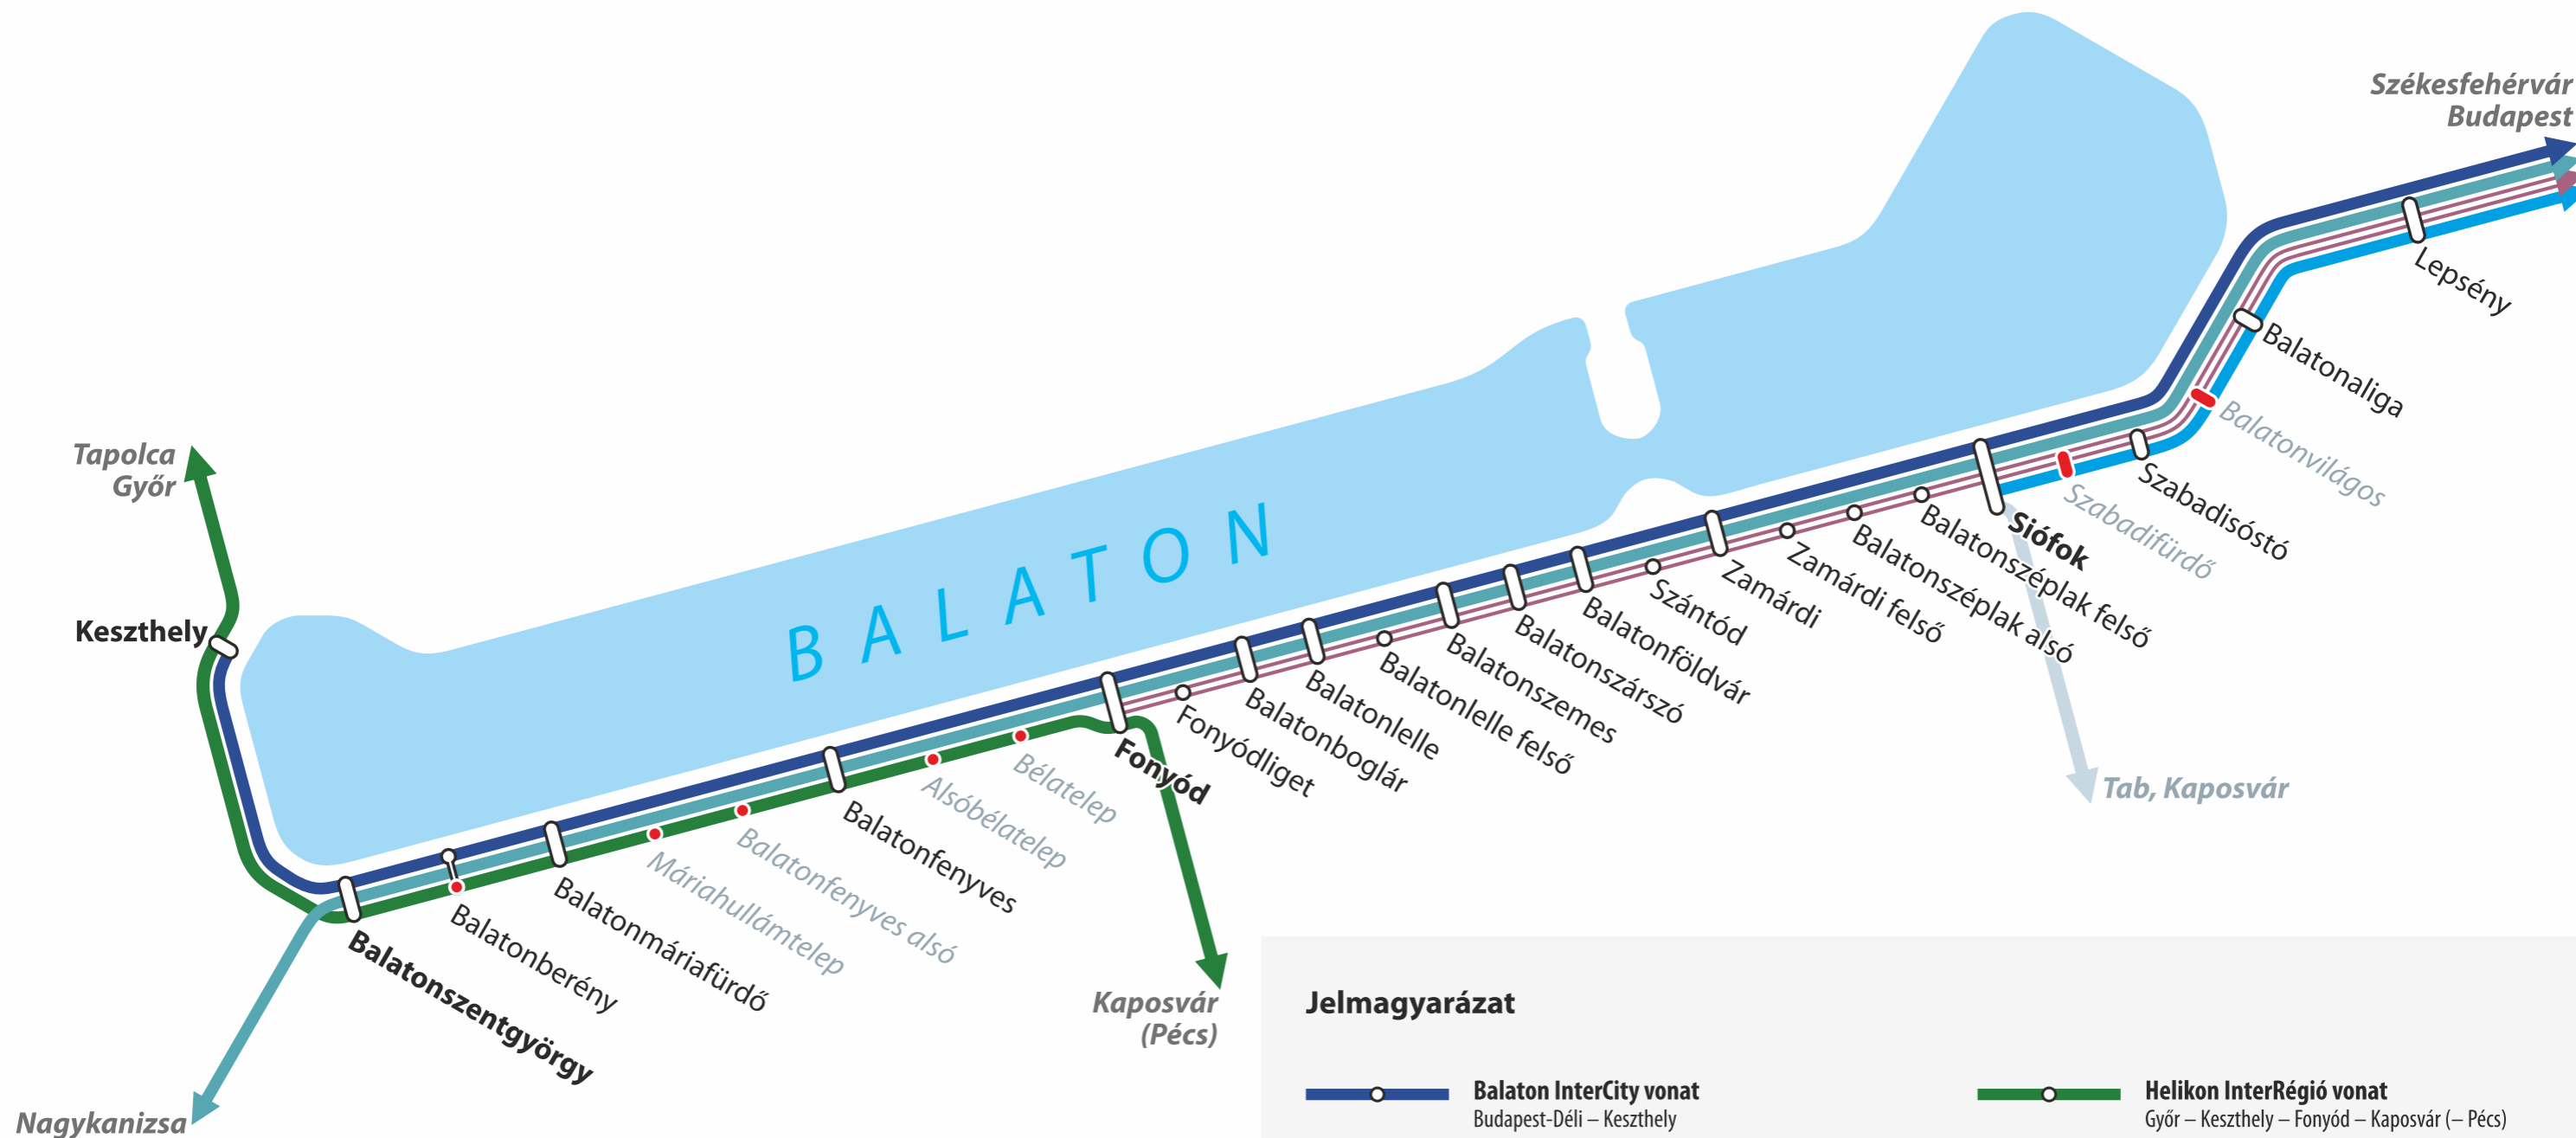 Székesfehérvár
Budapest
Lepsény
Balatonaliga
Balatonvilágos
Szabadisóstó
Szabadifürdő
Siófok
Balatonszéplak felső
Balatonszéplak alsó
Zamárdi felső
Zamárdi
Szántód
Balatonföldvár
Balatonszárszó
Balatonszemes
Balatonlelle felső
Balatonlelle
Balatonboglár
Fonyódliget
Fonyód
Bélatelep
Alsóbélatelep
Balatonfenyves
Balatonfenyves alsó
Máriahullámtelep
Balatonmáriafürdő
Balatonberény
Balatonszentgyörgy
Keszthely
Tapolca
Győr
BALATON
Tab, Kaposvár
Kaposvár
(Pécs)
Nagykanizsa
Jelmagyarázat
Balaton InterCity vonat
Budapest-Déli – Keszthely
Helikon InterRégió vonat
Győr – Keszthely – Fonyód – Kaposvár (– Pécs)